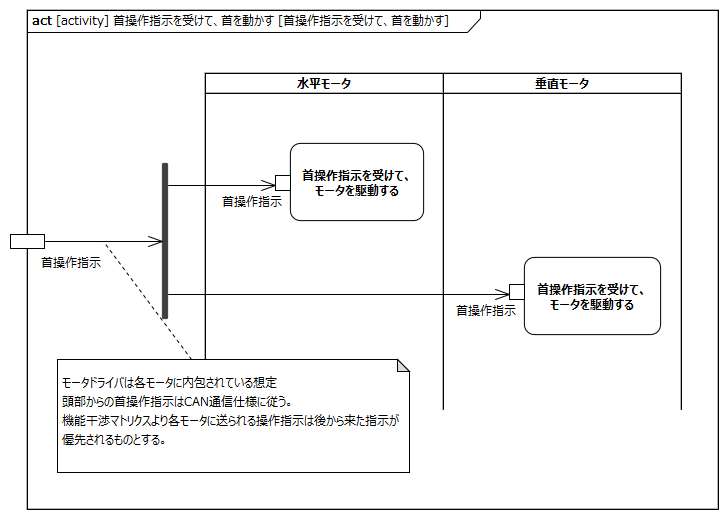 act [activity] 首操作指示を受けて、首を動かす [首操作指示を受けて、首を動かす]
水平モータ
垂直モータ
首操作指示を受けて、
モータを駆動する
首操作指示
首操作指示
首操作指示を受けて、
モータを駆動する
首操作指示
モータドライバは各モータに内包されている想定
頭部からの首操作指示はCAN通信仕様に従う。
機能干渉マトリクスより各モータに送られる操作指示は後から来た指示が
優先されるものとする。